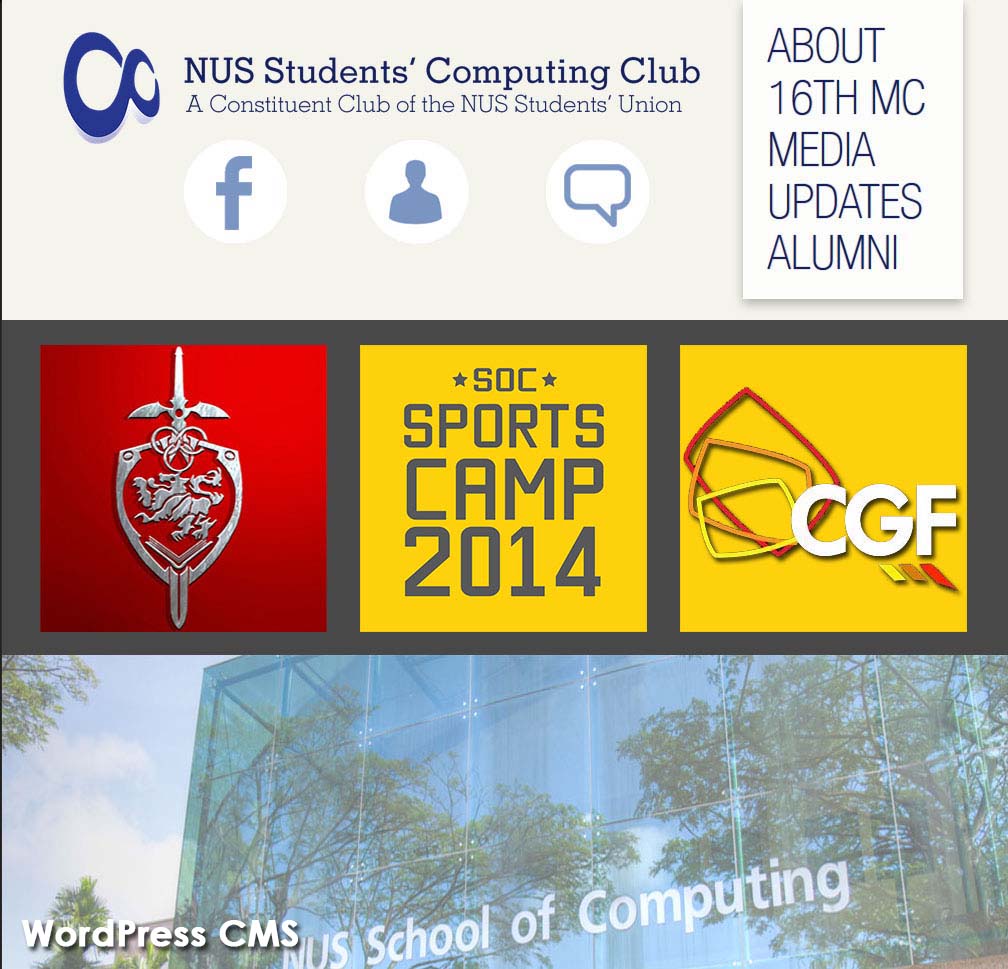 NUS Students’ Computing Club
A Constituent Club of the NUS Students’ Union
ABOUT
16TH MC
MEDIA
UPDATES
ALUMNI
SOC
SPORTS
CAMP
2014
CGF
NUS School of Computing
WordPress CMS